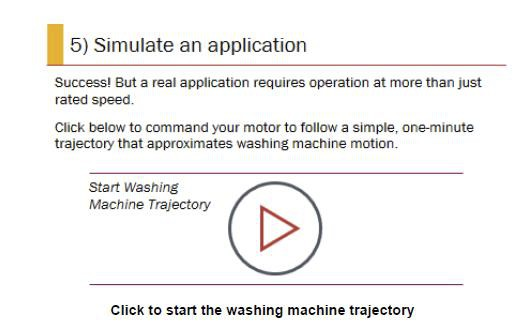 5) Simulate an application
Success! But a real application requires operation at more than just
rated speed.
Click below to command your motor to follow a simple, one-minute
trajectory that approximates washing machine motion.
Start Washing
Machine Trajectory
Click to start the washing machine trajectory